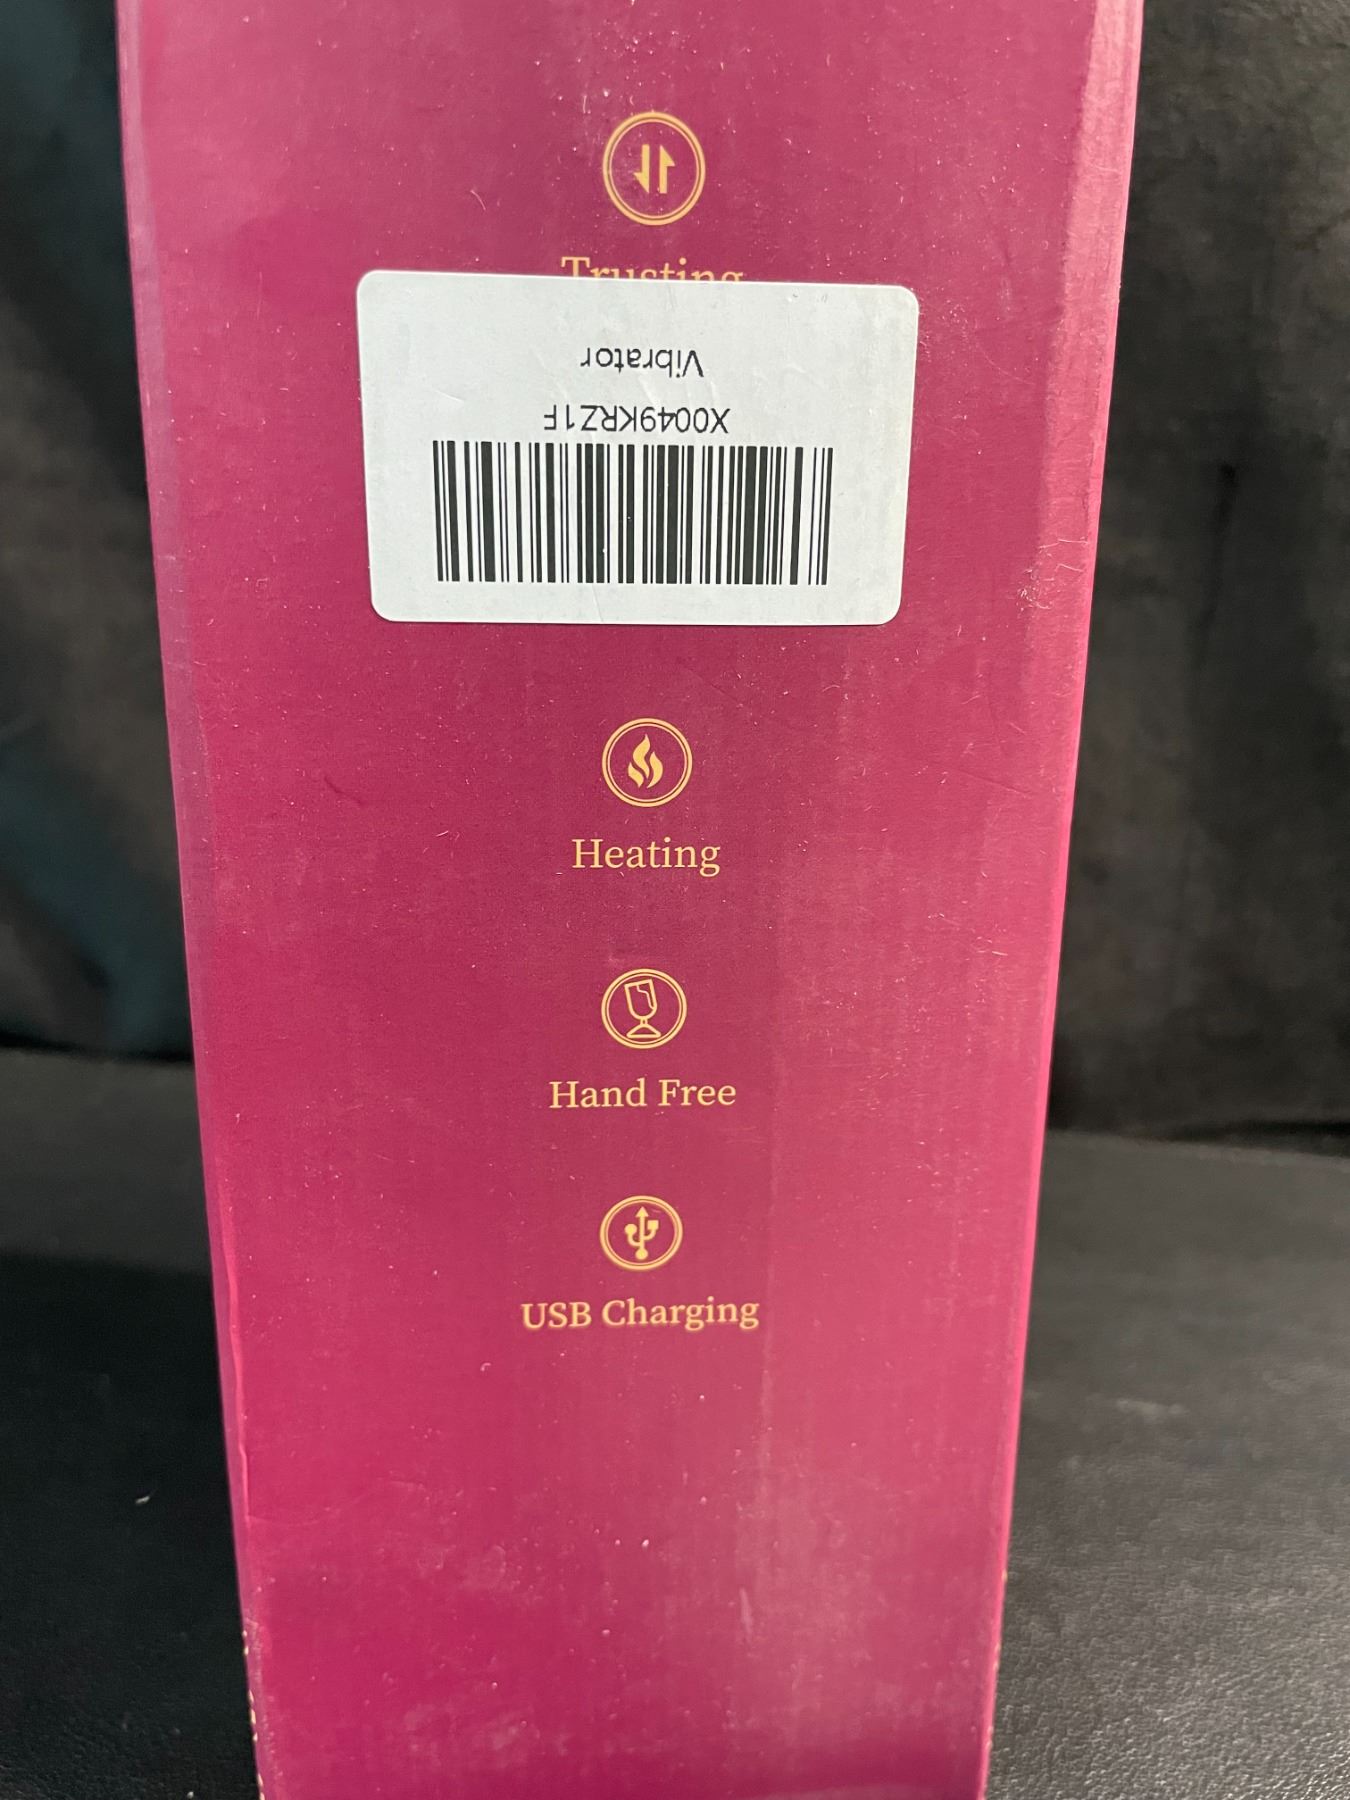 Trusting
Vibrator
X0049KRZ1F
Heating
Hand Free
USB Charging